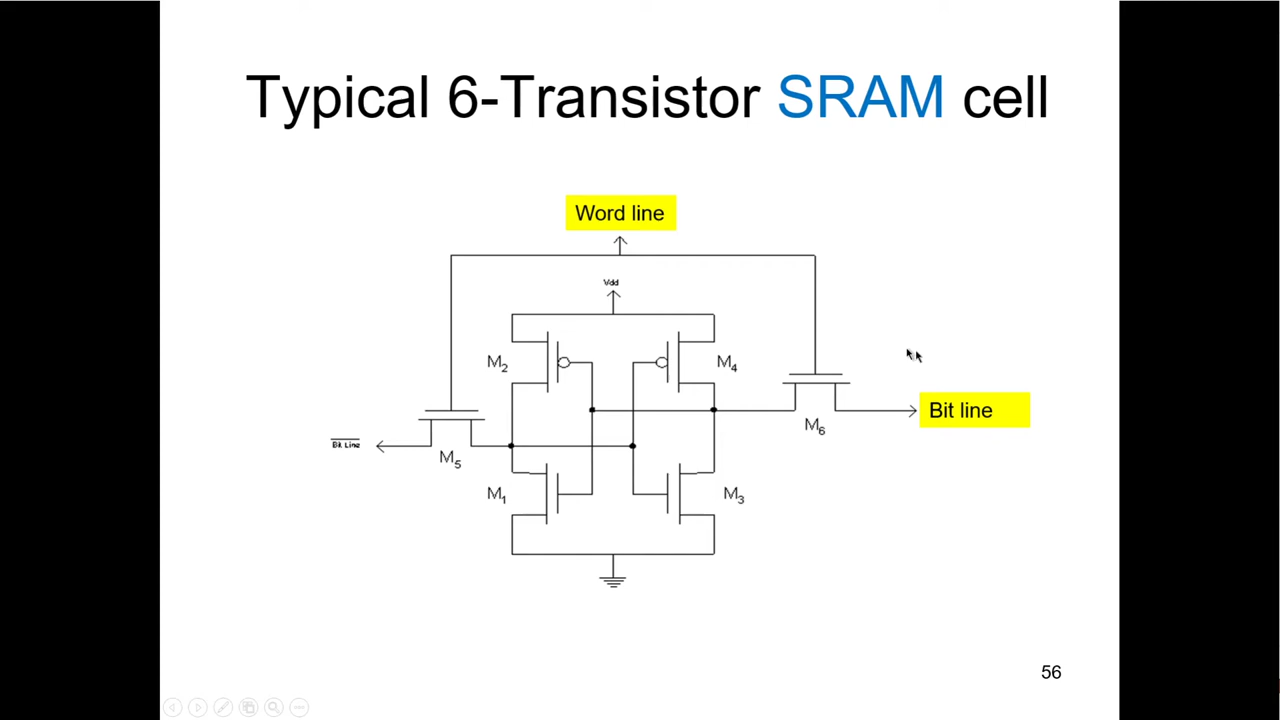 Typical 6-Transistor SRAM cell
Word line
Vdd
M2
M4
M6
Bit line
Bit Line
M5
M1
M3
56